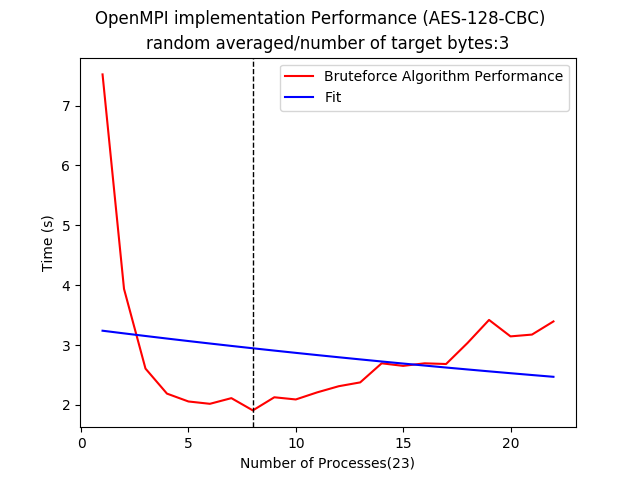 OpenMPI implementation Performance (AES-128-CBC)
random averaged/number of target bytes:3
Bruteforce Algorithm Performance
Fit
Time (s)
7
6
5
4
3
2
0 5 10 15 20
Number of Processes(23)